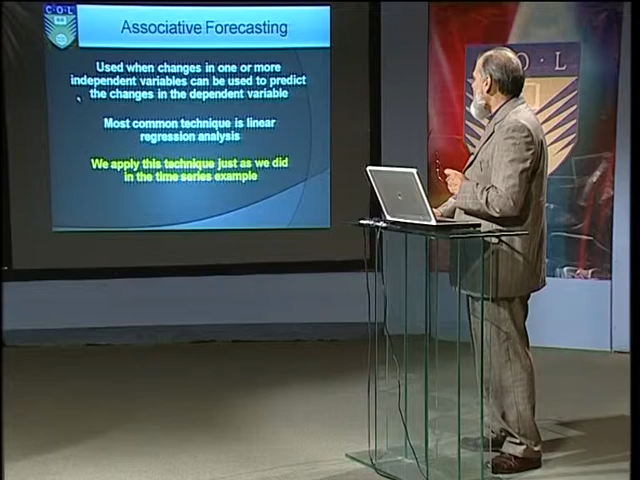 C·O·L
Associative Forecasting
Used when changes in one or more
independent variables can be used to predict
the changes in the dependent variable
Most common technique is linear
regression analysis
We apply this technique just as we did
in the time series example
O·L